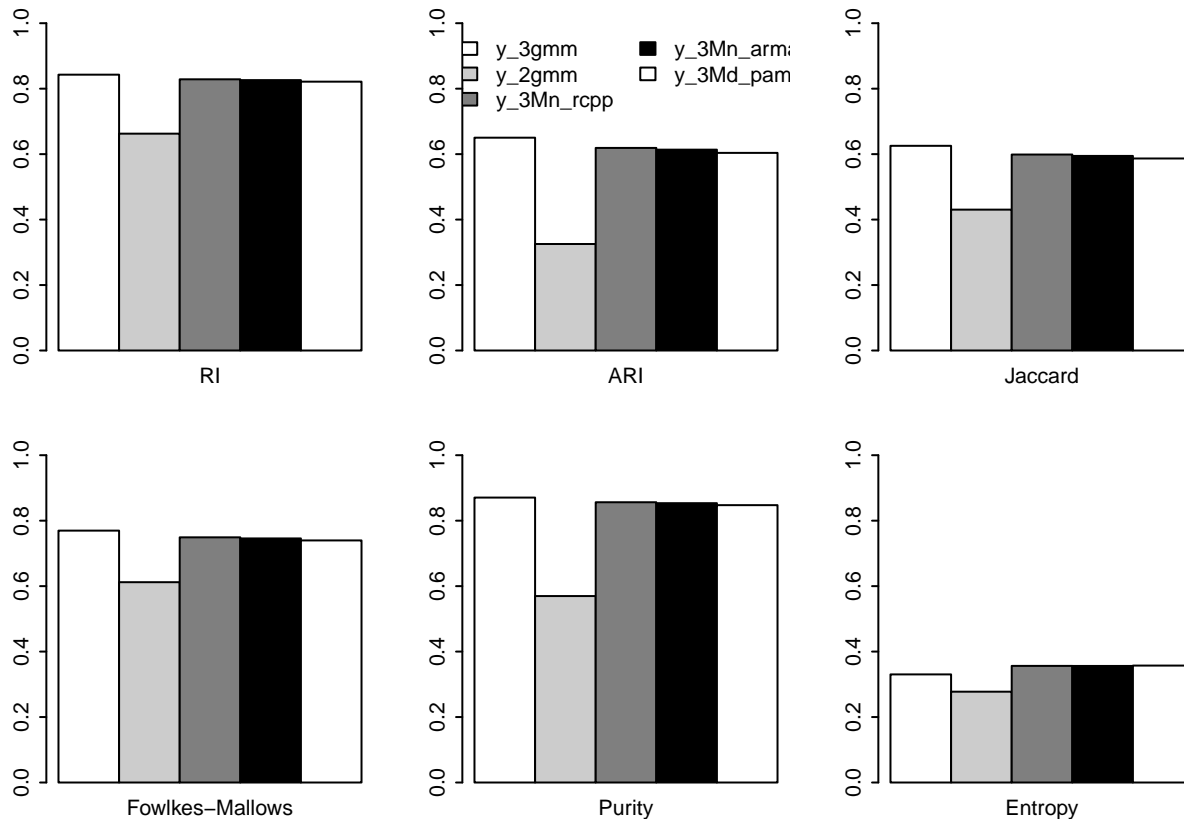 0.0 0.2 0.4 0.6 0.8 1.0
RI
0.0 0.2 0.4 0.6 0.8 1.0
y_3gmm
y_2gmm
y_3Mn_rcpp
y_3Mn_arma
y_3Md_pam
ARI
0.0 0.2 0.4 0.6 0.8 1.0
Jaccard
0.0 0.2 0.4 0.6 0.8 1.0
Fowlkes−Mallows
0.0 0.2 0.4 0.6 0.8 1.0
Purity
0.0 0.2 0.4 0.6 0.8 1.0
Entropy